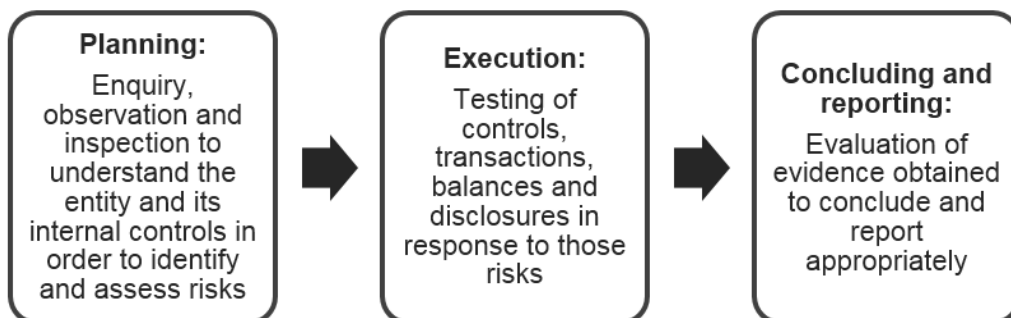 Planning:
Enquiry,
observation and
inspection to
understand the
entity and its
internal controls in
order to identify
and assess risks
Execution:
Testing of
controls,
transactions,
balances and
disclosures in
response to those
risks
Concluding and
reporting:
Evaluation of
evidence obtained
to conclude and
report
appropriately